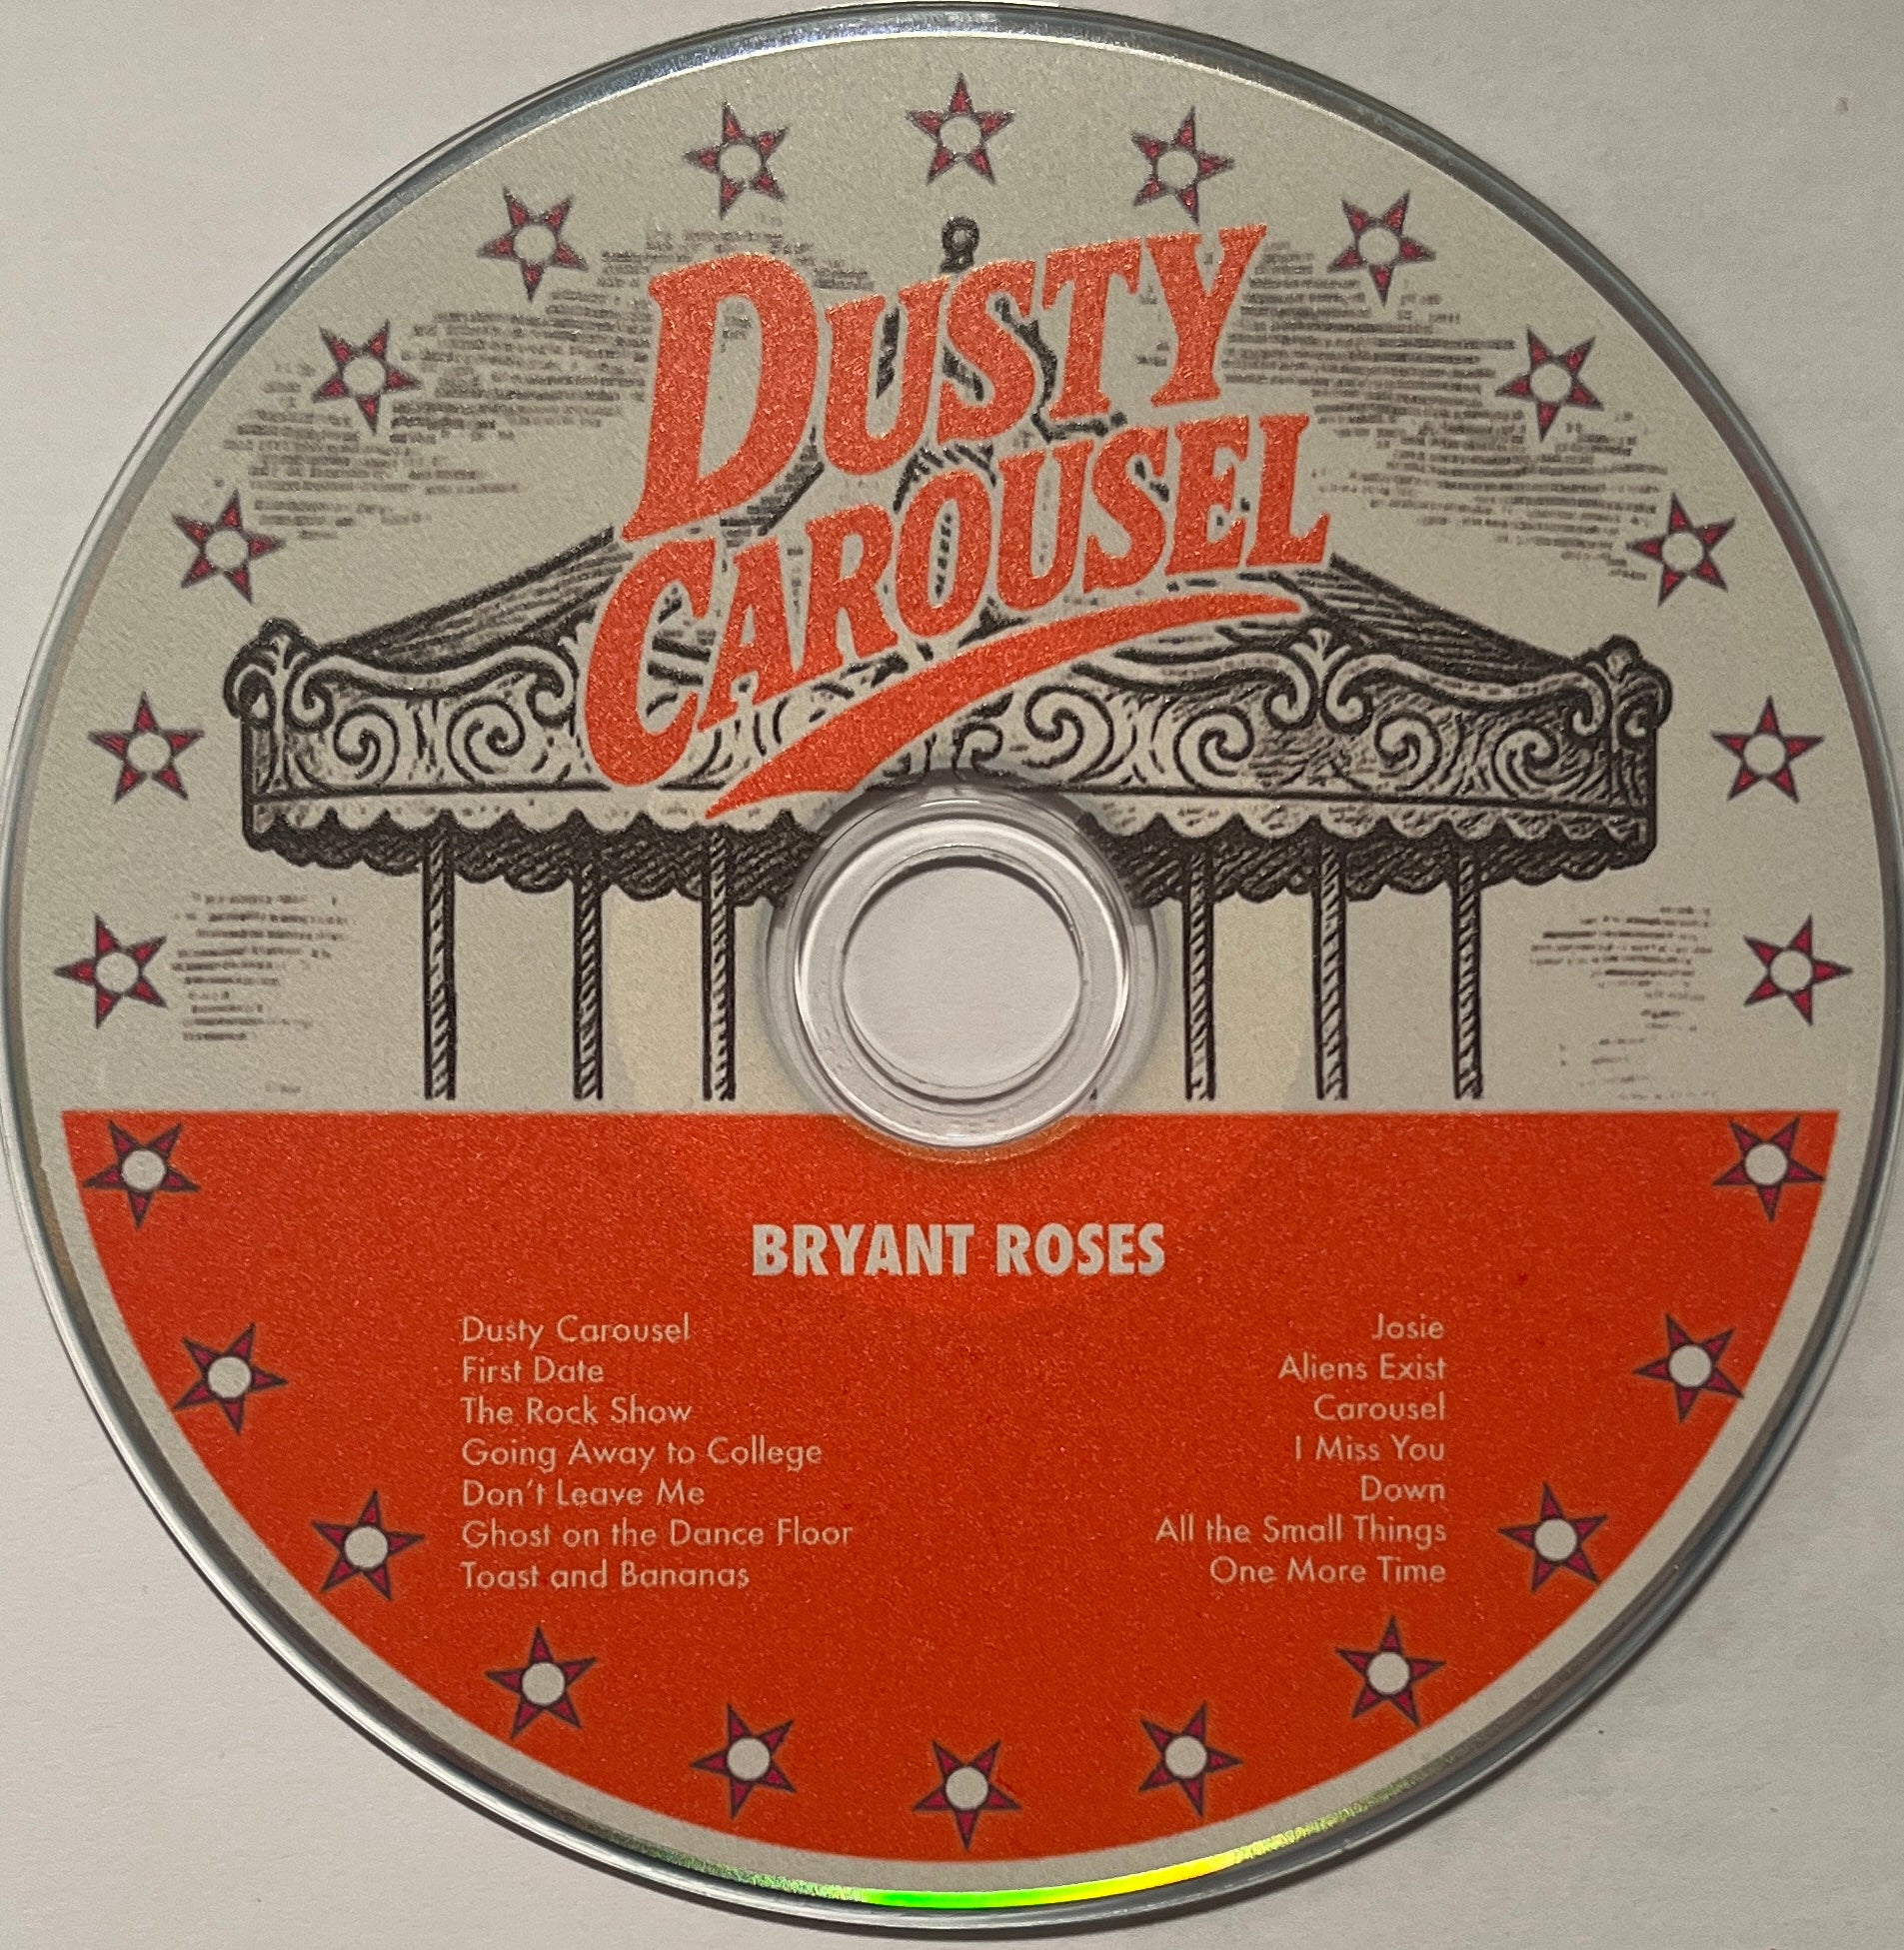 DUSTY
CAROUSEL
BRYANT ROSES
Dusty Carousel
First Date
The Rock Show
Going Away to College
Don't Leave Me
Ghost on the Dance Floor
Toast and Bananas
Josie
Aliens Exist
Carousel
I Miss You
Down
All the Small Things
One More Time